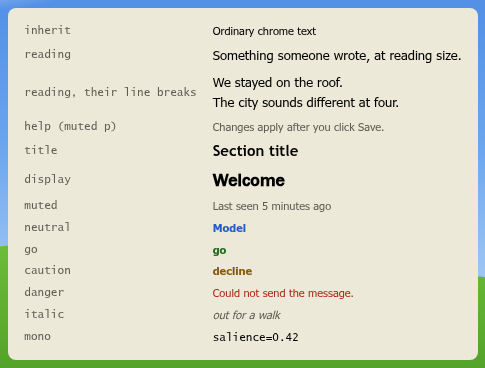 inherit Ordinary chrome text
reading Something someone wrote, at reading size.
reading, their line breaks We stayed on the roof.
The city sounds different at four.
help (muted p) Changes apply after you click Save.
title Section title
display Welcome
muted Last seen 5 minutes ago
neutral Model
go go
caution decline
danger Could not send the message.
italic out for a walk
mono salience=0.42